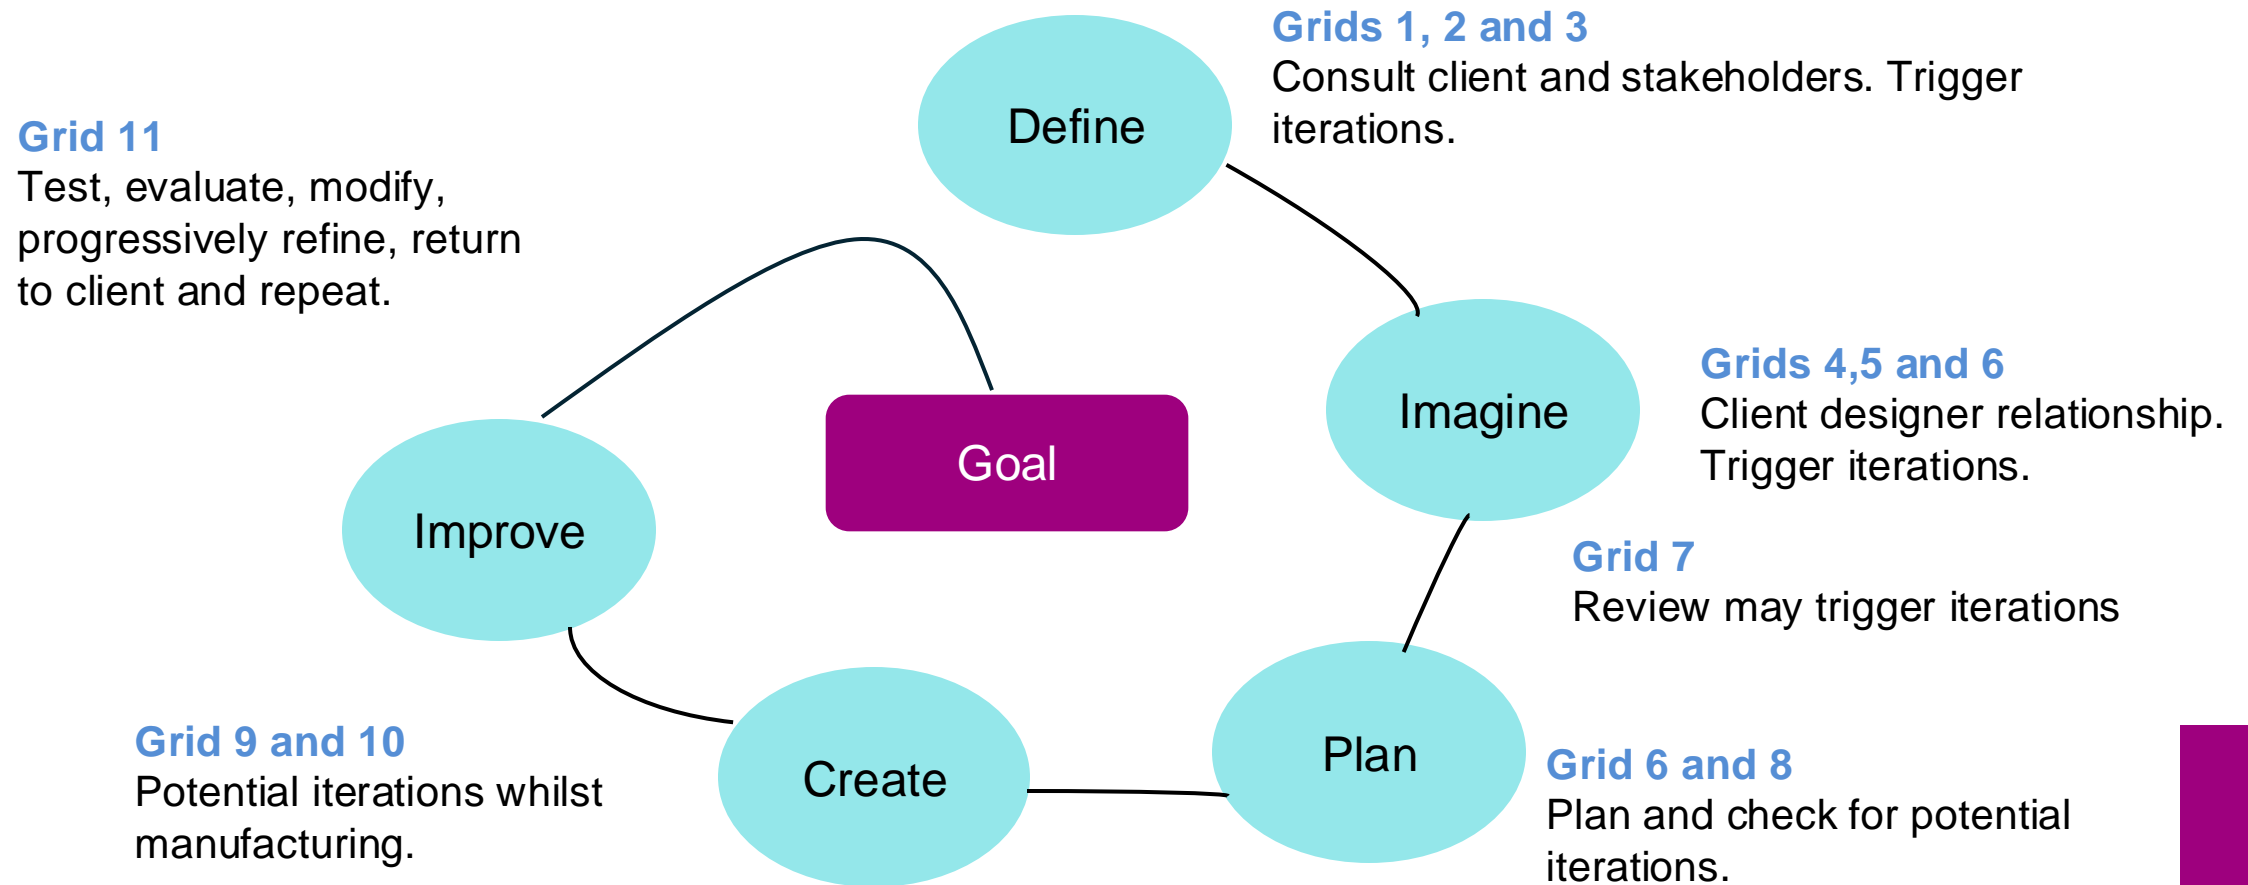 Grids 1, 2 and 3
Consult client and stakeholders. Trigger
iterations.
Define
Grid 11
Test, evaluate, modify,
progressively refine, return
to client and repeat.
Imagine
Grids 4,5 and 6
Client designer relationship.
Trigger iterations.
Goal
Improve
Grid 7
Review may trigger iterations
Plan
Grid 6 and 8
Plan and check for potential
iterations.
Create
Grid 9 and 10
Potential iterations whilst
manufacturing.